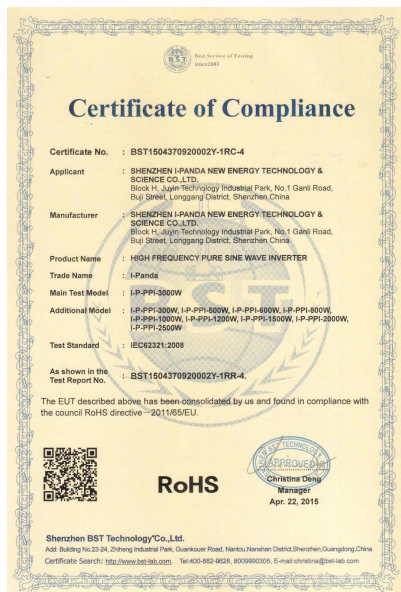 BST
Best Service of Testing
since2003
Certificate of Compliance
Certificate No. : BST1504370920002Y-1RC-4
Applicant : SHENZHEN I-PANDA NEW ENERGY TECHNOLOGY &
SCIENCE CO.,LTD.
Block H, Juyin Technology Industrial Park, No.1 Ganli Road,
Buji Street, Longgang District, Shenzhen China
Manufacturer : SHENZHEN I-PANDA NEW ENERGY TECHNOLOGY &
SCIENCE CO.,LTD.
Block H, Juyin Technology Industrial Park, No.1 Ganli Road,
Buji Street, Longgang District, Shenzhen China
Product Name : HIGH FREQUENCY PURE SINE WAVE INVERTER
Trade Name : I-Panda
Main Test Model : I-P-PPI-3000W
Additional Model : I-P-PPI-300W, I-P-PPI-500W, I-P-PPI-600W, I-P-PPI-800W,
I-P-PPI-1000W, I-P-PPI-1200W, I-P-PPI-1500W, I-P-PPI-2000W,
I-P-PPI-2500W
Test Standard : IEC62321:2008
As shown in the
Test Report No. : BST1504370920002Y-1RR-4.
The EUT described above has been consolidated by us and found in compliance with
the council RoHS directive—2011/65/EU.
RoHS
APPROVED
Christina Deng
Manager
Apr. 22, 2015
Shenzhen BST Technology Co.,Ltd.
Add: Building No.23-24, Zhiheng Industrial Park, Guankouer Road, Nantou,Nanshan District,Shenzhen,Guangdong,China
Certificate Search: http://www.bst-lab.com, Tel:400-882-9628, 8009990305, E-mail:christina@bst-lab.com